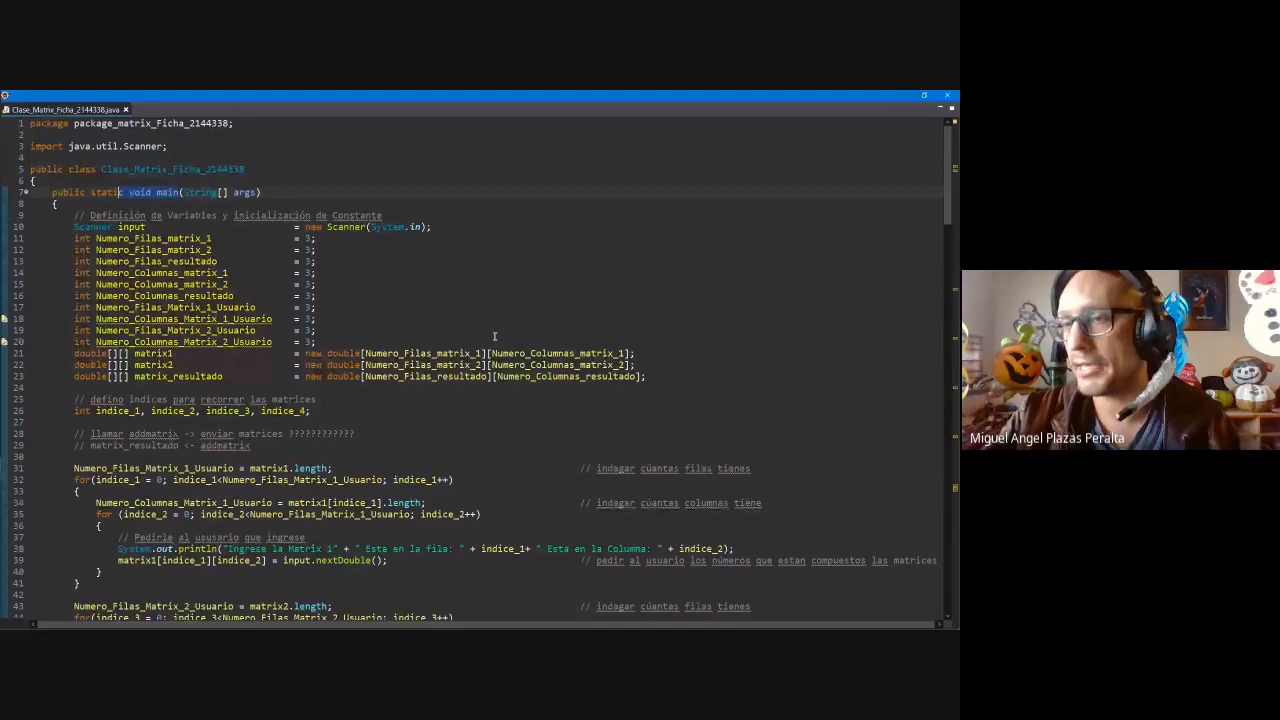 Clase_Matrix_Ficha_2144338.java
1 package package_matrix_Ficha_2144338;
2
3 import java.util.Scanner;
4
5 public class Clase_Matrix_Ficha_2144338
6 {
7 public static void main(String[] args)
8 {
9 // Definición de Variables y inicialización de Constante
10 Scanner input = new Scanner(System.in);
11 int Numero_Filas_matrix_1 = 3;
12 int Numero_Filas_matrix_2 = 3;
13 int Numero_Filas_resultado = 3;
14 int Numero_Columnas_matrix_1 = 3;
15 int Numero_Columnas_matrix_2 = 3;
16 int Numero_Columnas_resultado = 3;
17 int Numero_Filas_Matrix_1_Usuario = 3;
18 int Numero_Columnas_Matrix_1_Usuario = 3;
19 int Numero_Filas_Matrix_2_Usuario = 3;
20 int Numero_Columnas_Matrix_2_Usuario = 3;
21 double[][] matrix1 = new double[Numero_Filas_matrix_1][Numero_Columnas_matrix_1];
22 double[][] matrix2 = new double[Numero_Filas_matrix_2][Numero_Columnas_matrix_2];
23 double[][] matrix_resultado = new double[Numero_Filas_resultado][Numero_Columnas_resultado];
24
25 // defino indices para recorrer las matrices
26 int indice_1, indice_2, indice_3, indice_4;
27
28 // llamar addmatrix -> enviar matrices ????????????
29 // matrix_resultado <- addmatrix
30
31 Numero_Filas_Matrix_1_Usuario = matrix1.length; // indagar cúantas filas tienes
32 for(indice_1 = 0; indice_1<Numero_Filas_Matrix_1_Usuario; indice_1++)
33 {
34 Numero_Columnas_Matrix_1_Usuario = matrix1[indice_1].length; // indagar cúantas columnas tiene
35 for (indice_2 = 0; indice_2<Numero_Filas_Matrix_1_Usuario; indice_2++)
36 {
37 // Pedirle al ususario que ingrese
38 System.out.println("Ingrese la Matrix 1" + " Esta en la fila: " + indice_1+ " Esta en la Columna: " + indice_2);
39 matrix1[indice_1][indice_2] = input.nextDouble(); // pedir al usuario los números que estan compuestos las matrices
40 }
41 }
42
43 Numero_Filas_Matrix_2_Usuario = matrix2.length; // indagar cúantas filas tienes
44 for(indice_3 = 0; indice_3<Numero_Filas_Matrix_2_Usuario; indice_3++)
Miguel Angel Plazas Peralta